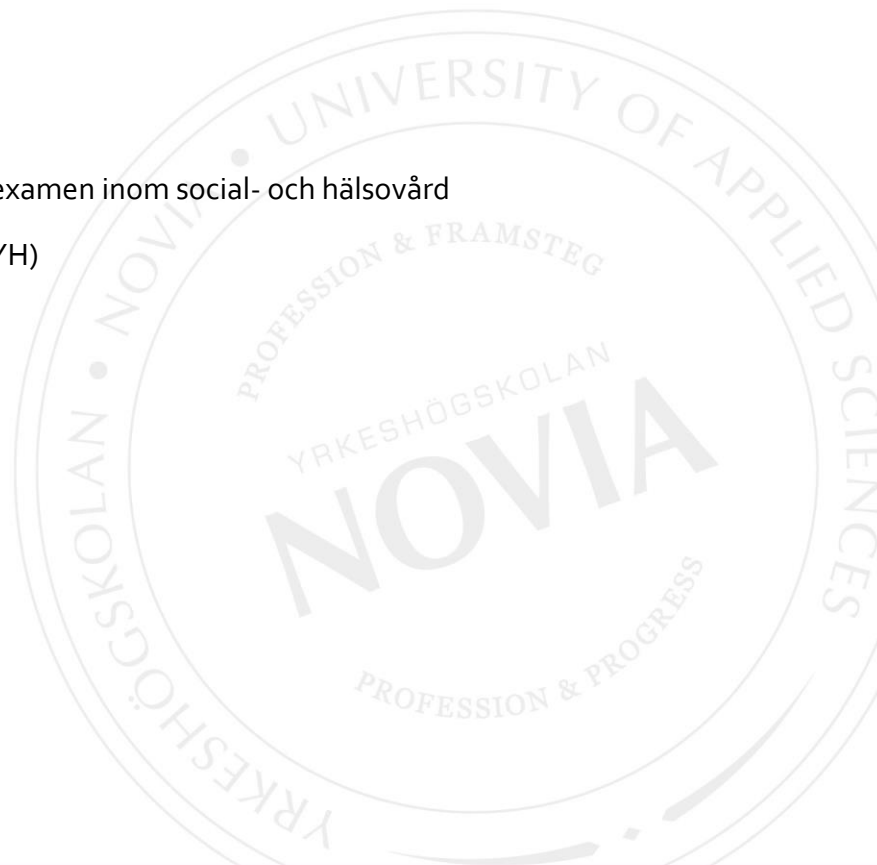 examen inom social- och hälsovård
YH)
• UNIVERSITY OF APPLIED SCIENCES
YRKESHÖGSKOLAN • NOVIA
PROFESSION & FRAMSTEG
YRKESHÖGSKOLAN
NOVIA
PROFESSION & PROGRESS